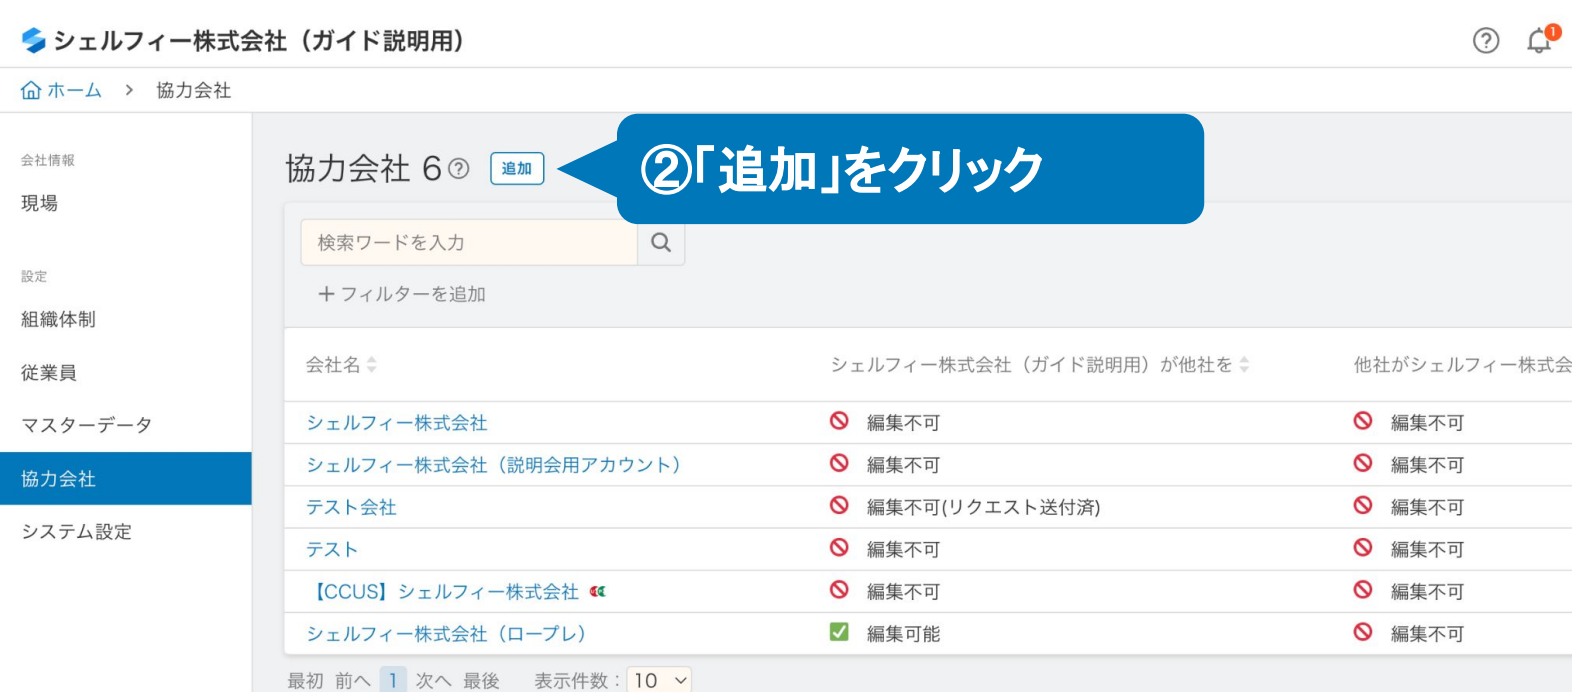 シェルフィー株式会社（ガイド説明用）
1
ホーム > 協力会社
会社情報
現場
設定
組織体制
従業員
マスターデータ
協力会社
システム設定
協力会社 6 追加
②「追加」をクリック
検索ワードを入力
＋フィルターを追加
会社名 シェルフィー株式会社（ガイド説明用）が他社を 他社がシェルフィー株式会
シェルフィー株式会社 編集不可 編集不可
シェルフィー株式会社（説明会用アカウント） 編集不可 編集不可
テスト会社 編集不可(リクエスト送付済) 編集不可
テスト 編集不可 編集不可
【CCUS】シェルフィー株式会社 編集不可 編集不可
シェルフィー株式会社（ロープレ） 編集可能 編集不可
最初 前へ 1 次へ 最後 表示件数：10